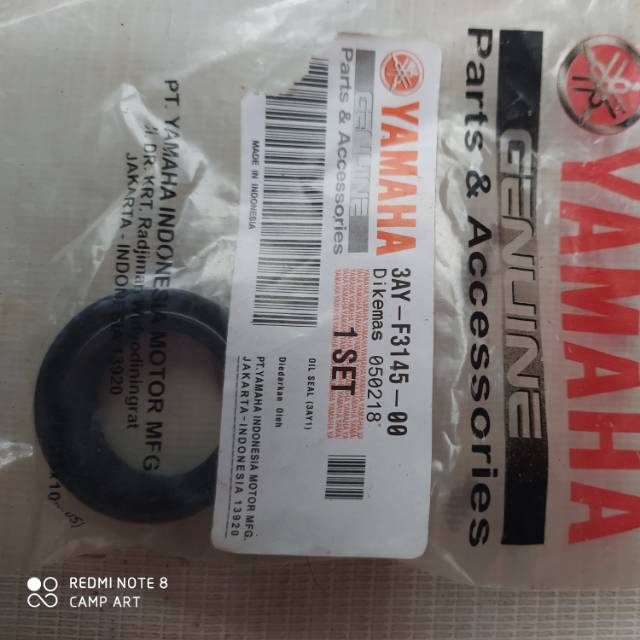 YAMAHA
GENUINE
Parts & Accessories
YAMAHA
GENUINE
Parts & Accessories
3AY-F3145-00
Dikemas 050218
1 SET
OIL SEAL (3AY1)
Diedarkan Oleh
PT.YAMAHA INDONESIA MOTOR MFG.
JAKARTA-INDONESIA 13920
MADE IN INDONESIA
PT. YAMAHA INDONESIA MOTOR MFG
JL DR. KRT. Radjiman
JAKARTA - INDONESIA 13920
REDMI NOTE 8
CAMP ART